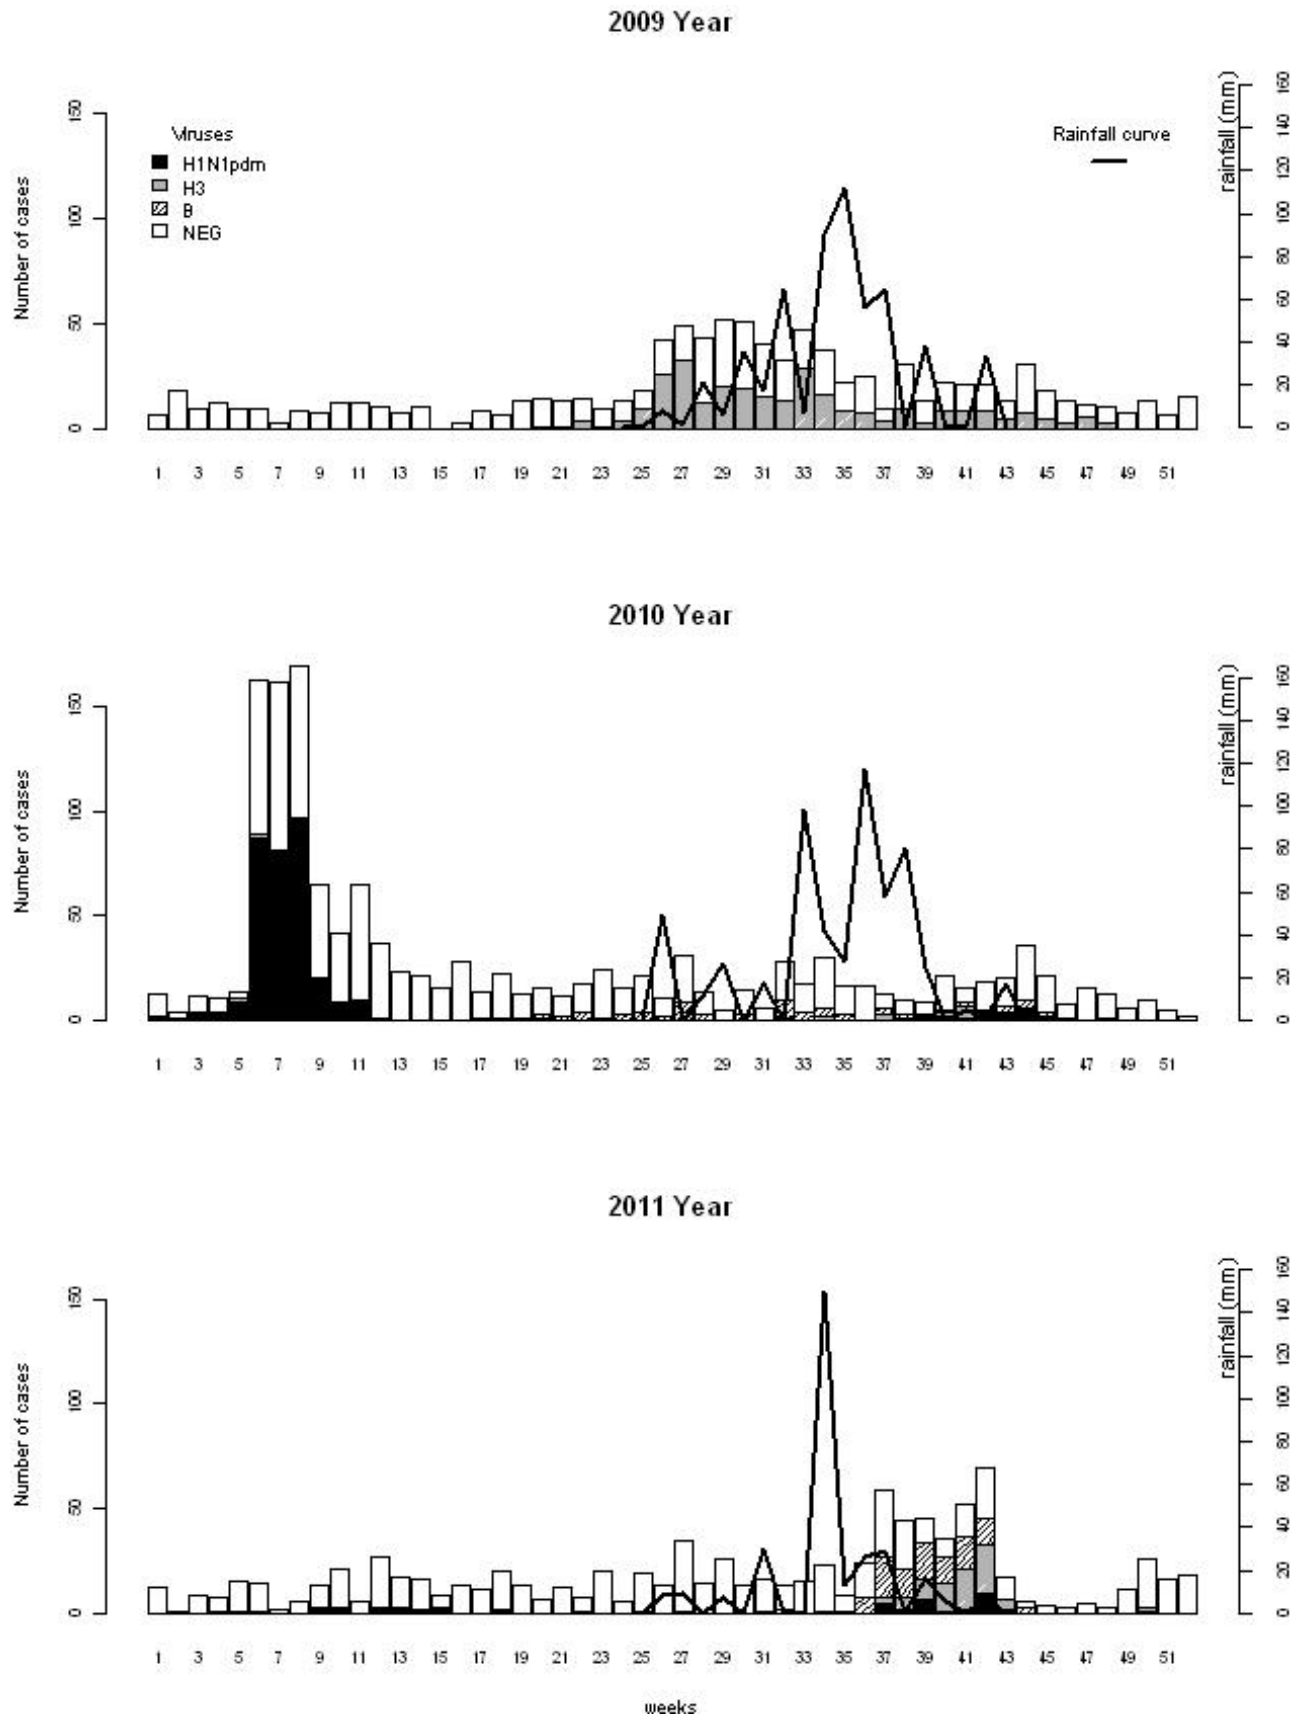 2009 Year
Number of cases
0 50 100 150
Viruses
H1N1pdm
H3
B
NEG
Rainfall curve
rainfall (mm)
0 20 40 60 80 100 120 140 160
1 3 5 7 9 11 13 15 17 19 21 23 25 27 29 31 33 35 37 39 41 43 45 47 49 51
2010 Year
Number of cases
0 50 100 150
rainfall (mm)
0 20 40 60 80 100 120 140 160
1 3 5 7 9 11 13 15 17 19 21 23 25 27 29 31 33 35 37 39 41 43 45 47 49 51
2011 Year
Number of cases
0 50 100 150
rainfall (mm)
0 20 40 60 80 100 120 140 160
1 3 5 7 9 11 13 15 17 19 21 23 25 27 29 31 33 35 37 39 41 43 45 47 49 51
weeks